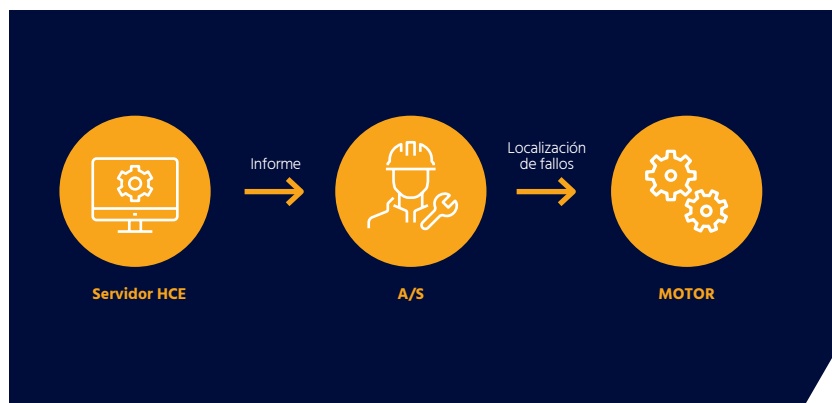 Informe
Localización
de fallos
Servidor HCE
A/S
MOTOR